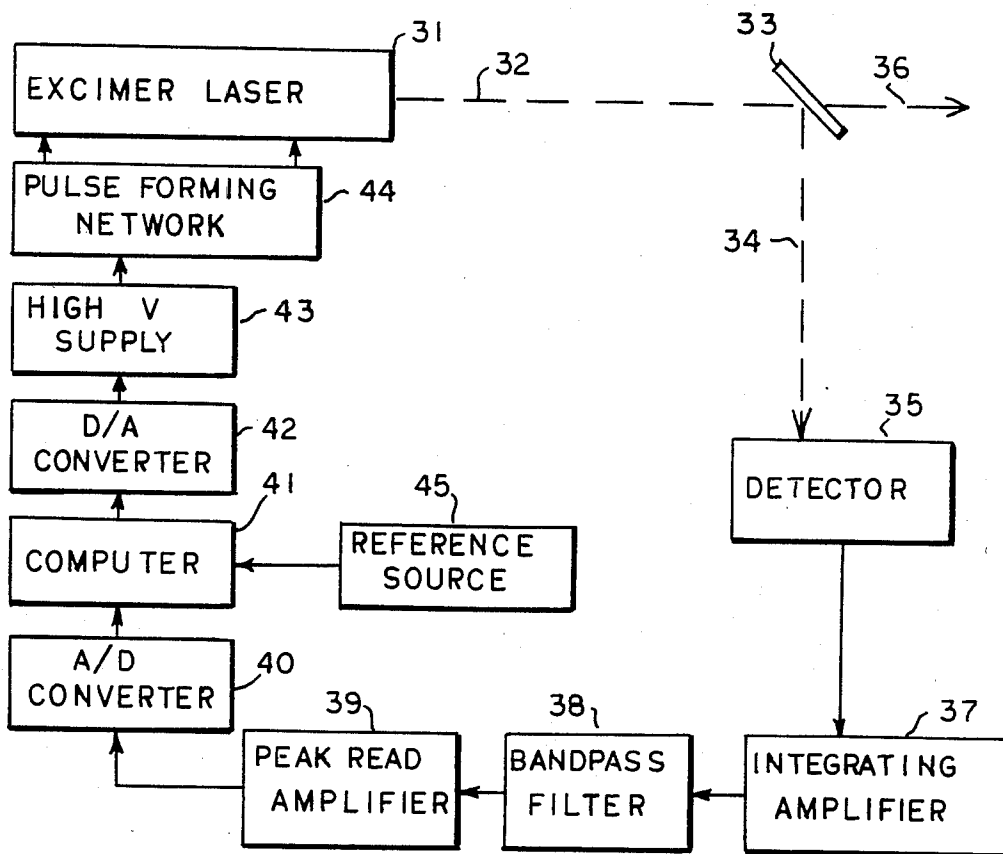 31
33
32
36
EXCIMER LASER
PULSE FORMING
NETWORK
44
34
HIGH V
SUPPLY
43
D/A
CONVERTER
42
35
DETECTOR
41
45
COMPUTER
REFERENCE
SOURCE
A/D
CONVERTER
40
39
38
37
PEAK READ
AMPLIFIER
BANDPASS
FILTER
INTEGRATING
AMPLIFIER